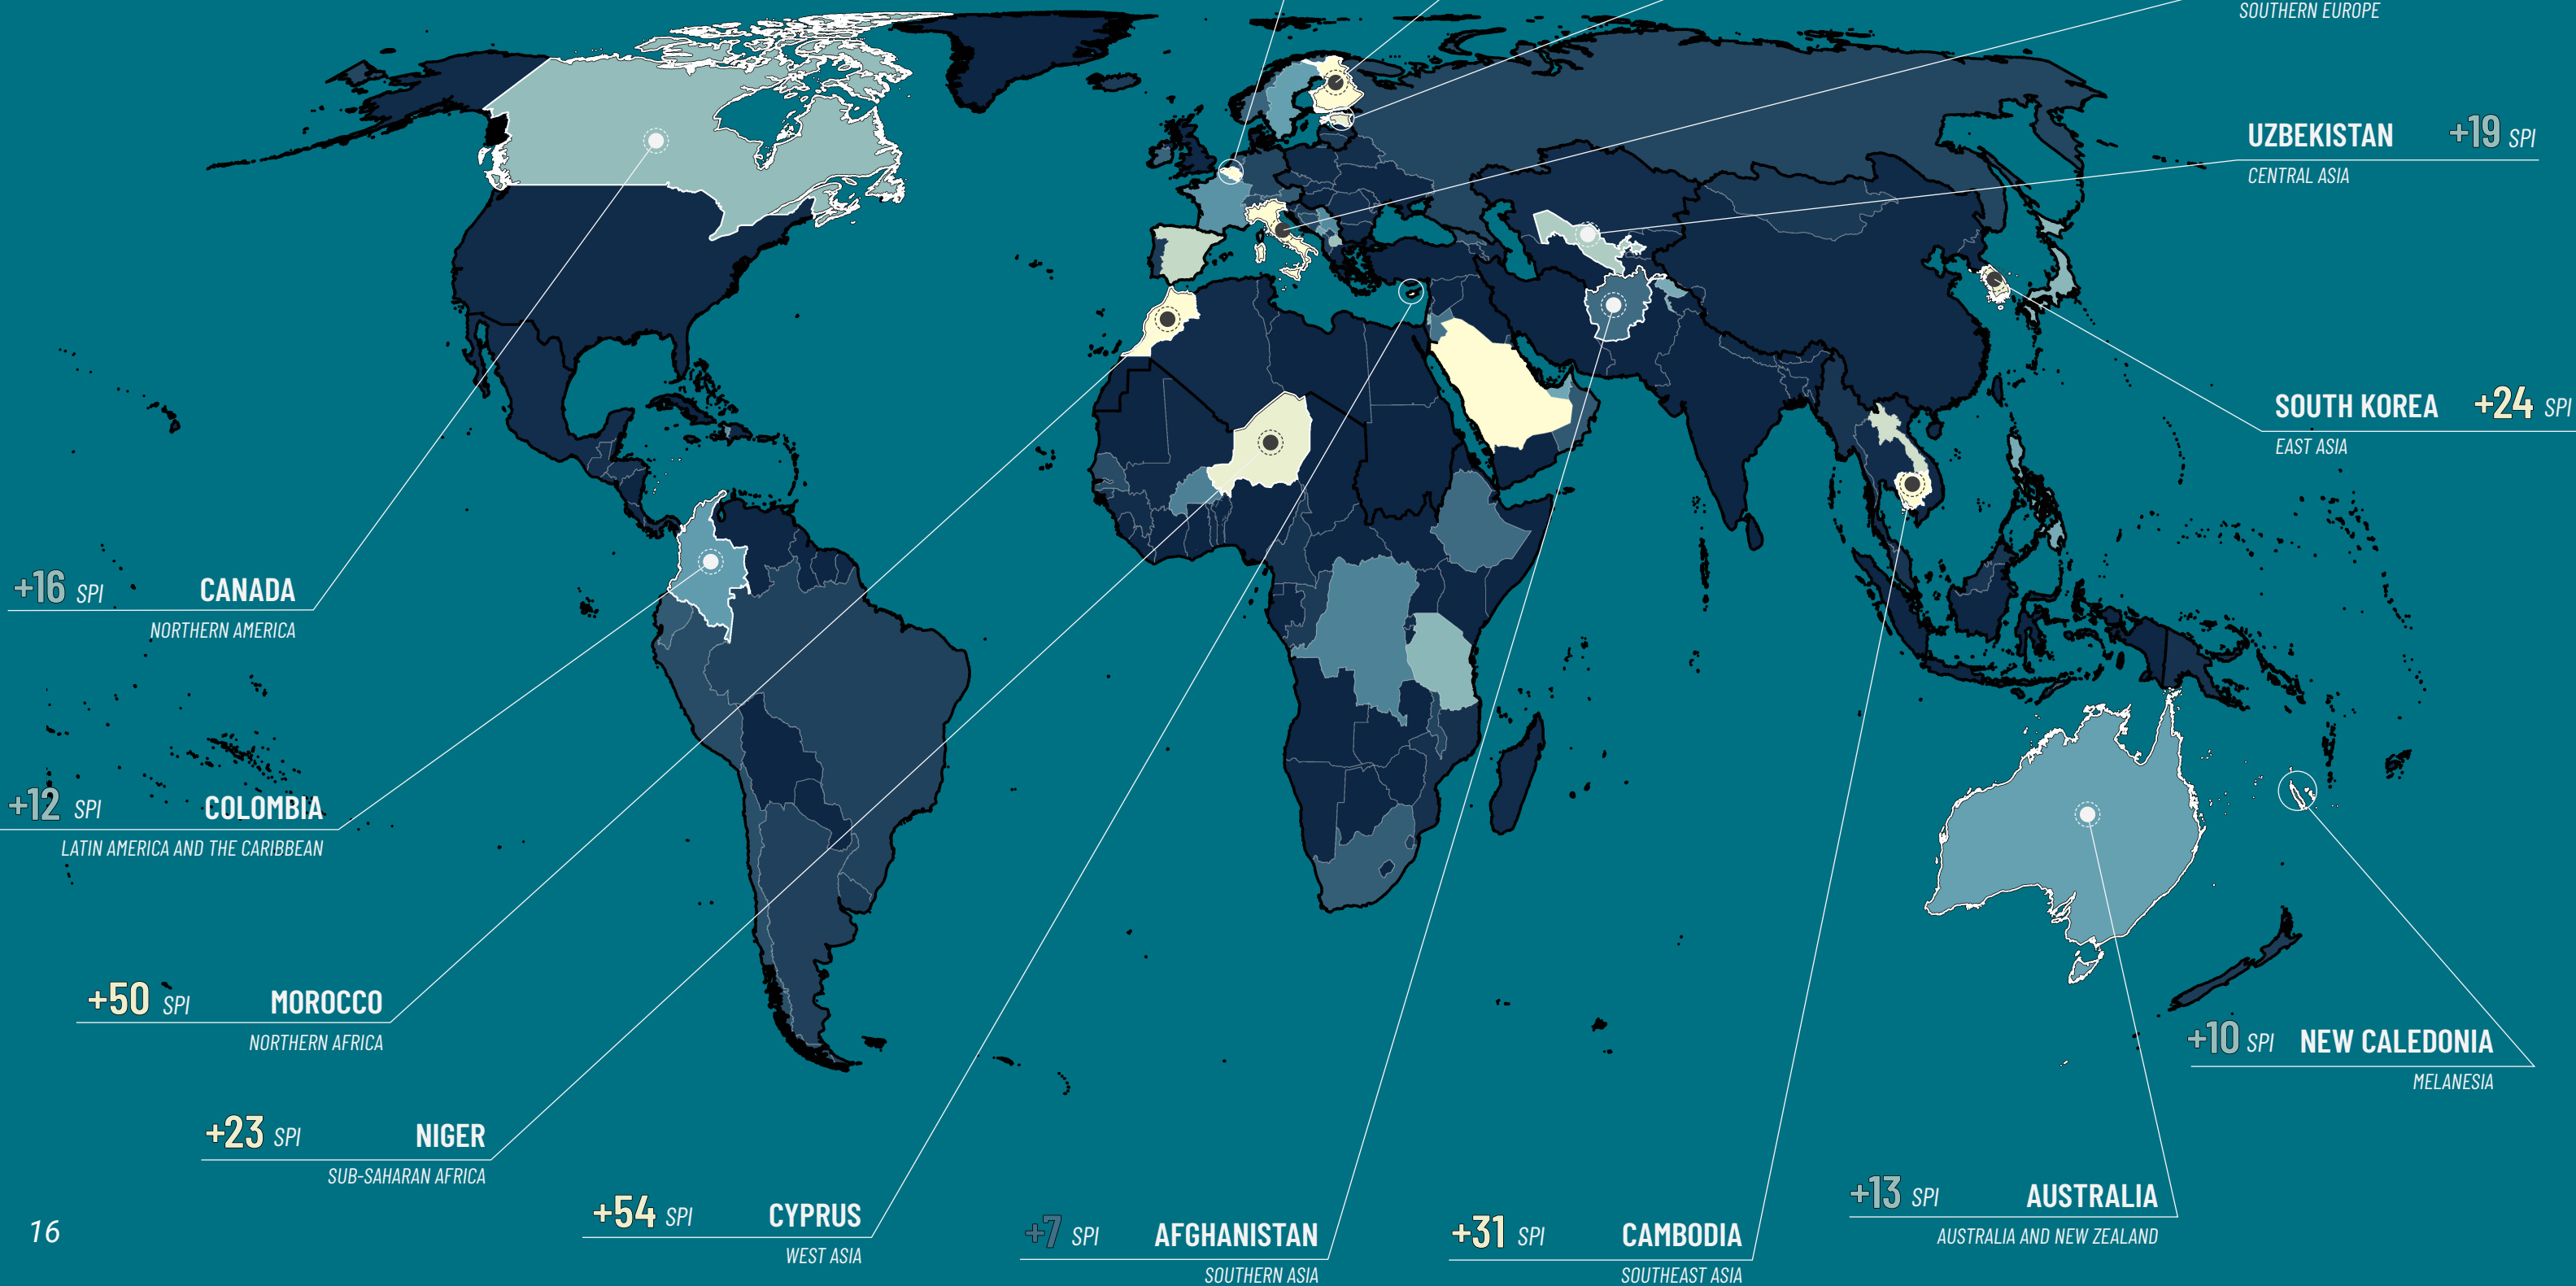 SOUTHERN EUROPE
UZBEKISTAN +19 SPI
CENTRAL ASIA
SOUTH KOREA +24 SPI
EAST ASIA
+16 SPI CANADA
NORTHERN AMERICA
+12 SPI COLOMBIA
LATIN AMERICA AND THE CARIBBEAN
+50 SPI MOROCCO
NORTHERN AFRICA
+10 SPI NEW CALEDONIA
MELANESIA
+23 SPI NIGER
SUB-SAHARAN AFRICA
+13 SPI AUSTRALIA
AUSTRALIA AND NEW ZEALAND
+54 SPI CYPRUS
WEST ASIA
+7 SPI AFGHANISTAN
SOUTHERN ASIA
+31 SPI CAMBODIA
SOUTHEAST ASIA
16